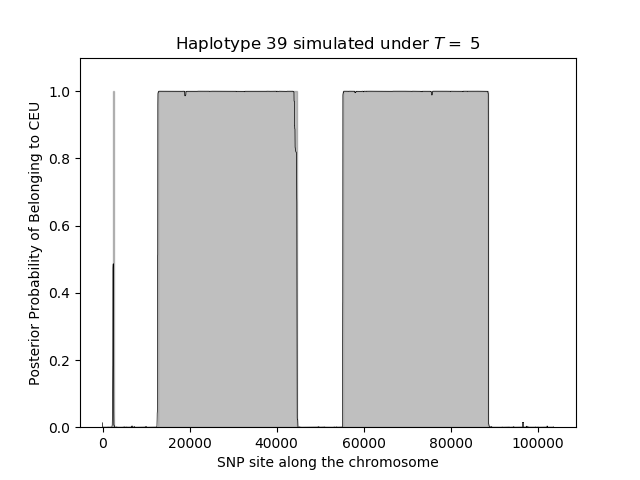 Haplotype 39 simulated under T = 5
Posterior Probability of Belonging to CEU
1.0
0.8
0.6
0.4
0.2
0.0
0 20000 40000 60000 80000 100000
SNP site along the chromosome